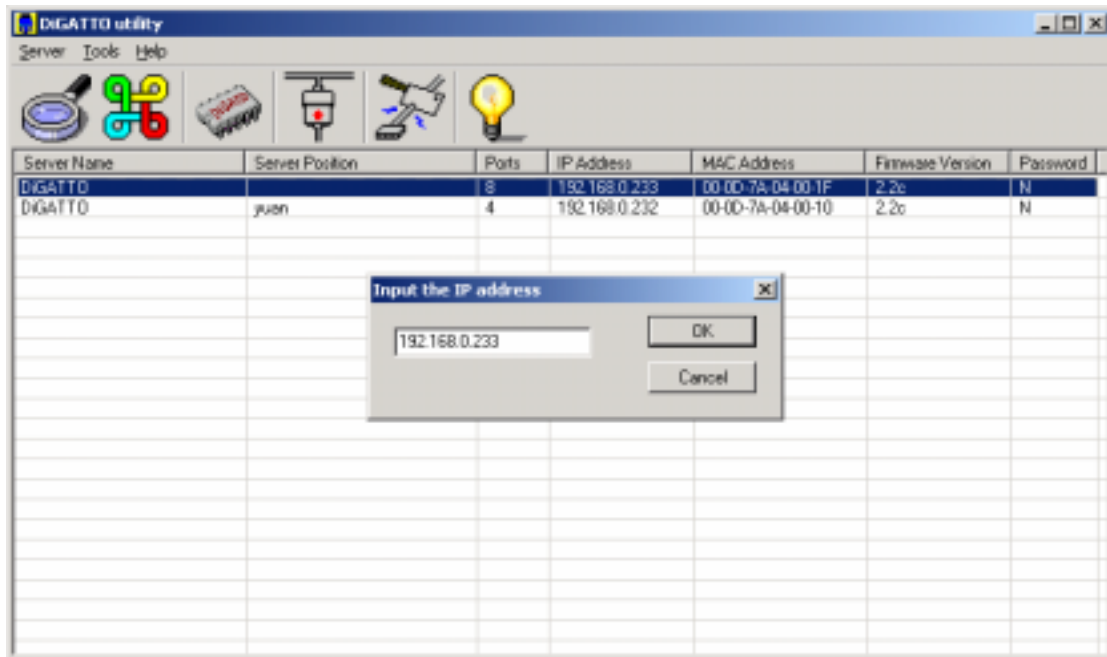 DiGATTO utility
Server Tools Help
DiGATTO
Server Name Server Position Ports IP Address MAC Address Firmware Version Password
DiGATTO 8 192.168.0.233 00-0D-7A-04-00-1F 2.2c N
DiGATTO yuan 4 192.168.0.232 00-0D-7A-04-00-10 2.2c N
Input the IP address
192.168.0.233
OK
Cancel